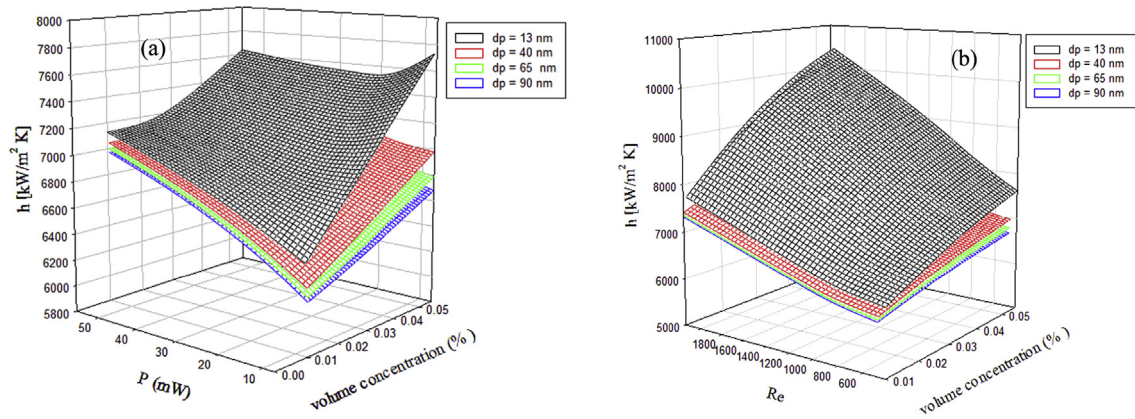 (a)
8000
7800
7600
7400
7200
7000
6800
6600
6400
6200
6000
5800
h [kW/m² K]
50
40
30
20
10
P (mW)
0.00
0.01
0.02
0.03
0.04
0.05
volume concentration (% )
dp = 13 nm
dp = 40 nm
dp = 65 nm
dp = 90 nm
(b)
11000
10000
9000
8000
7000
6000
5000
h [kW/m² K]
1800
1600
1400
1200
1000
800
600
Re
0.01
0.02
0.03
0.04
0.05
volume concentration (% )
dp = 13 nm
dp = 40 nm
dp = 65 nm
dp = 90 nm